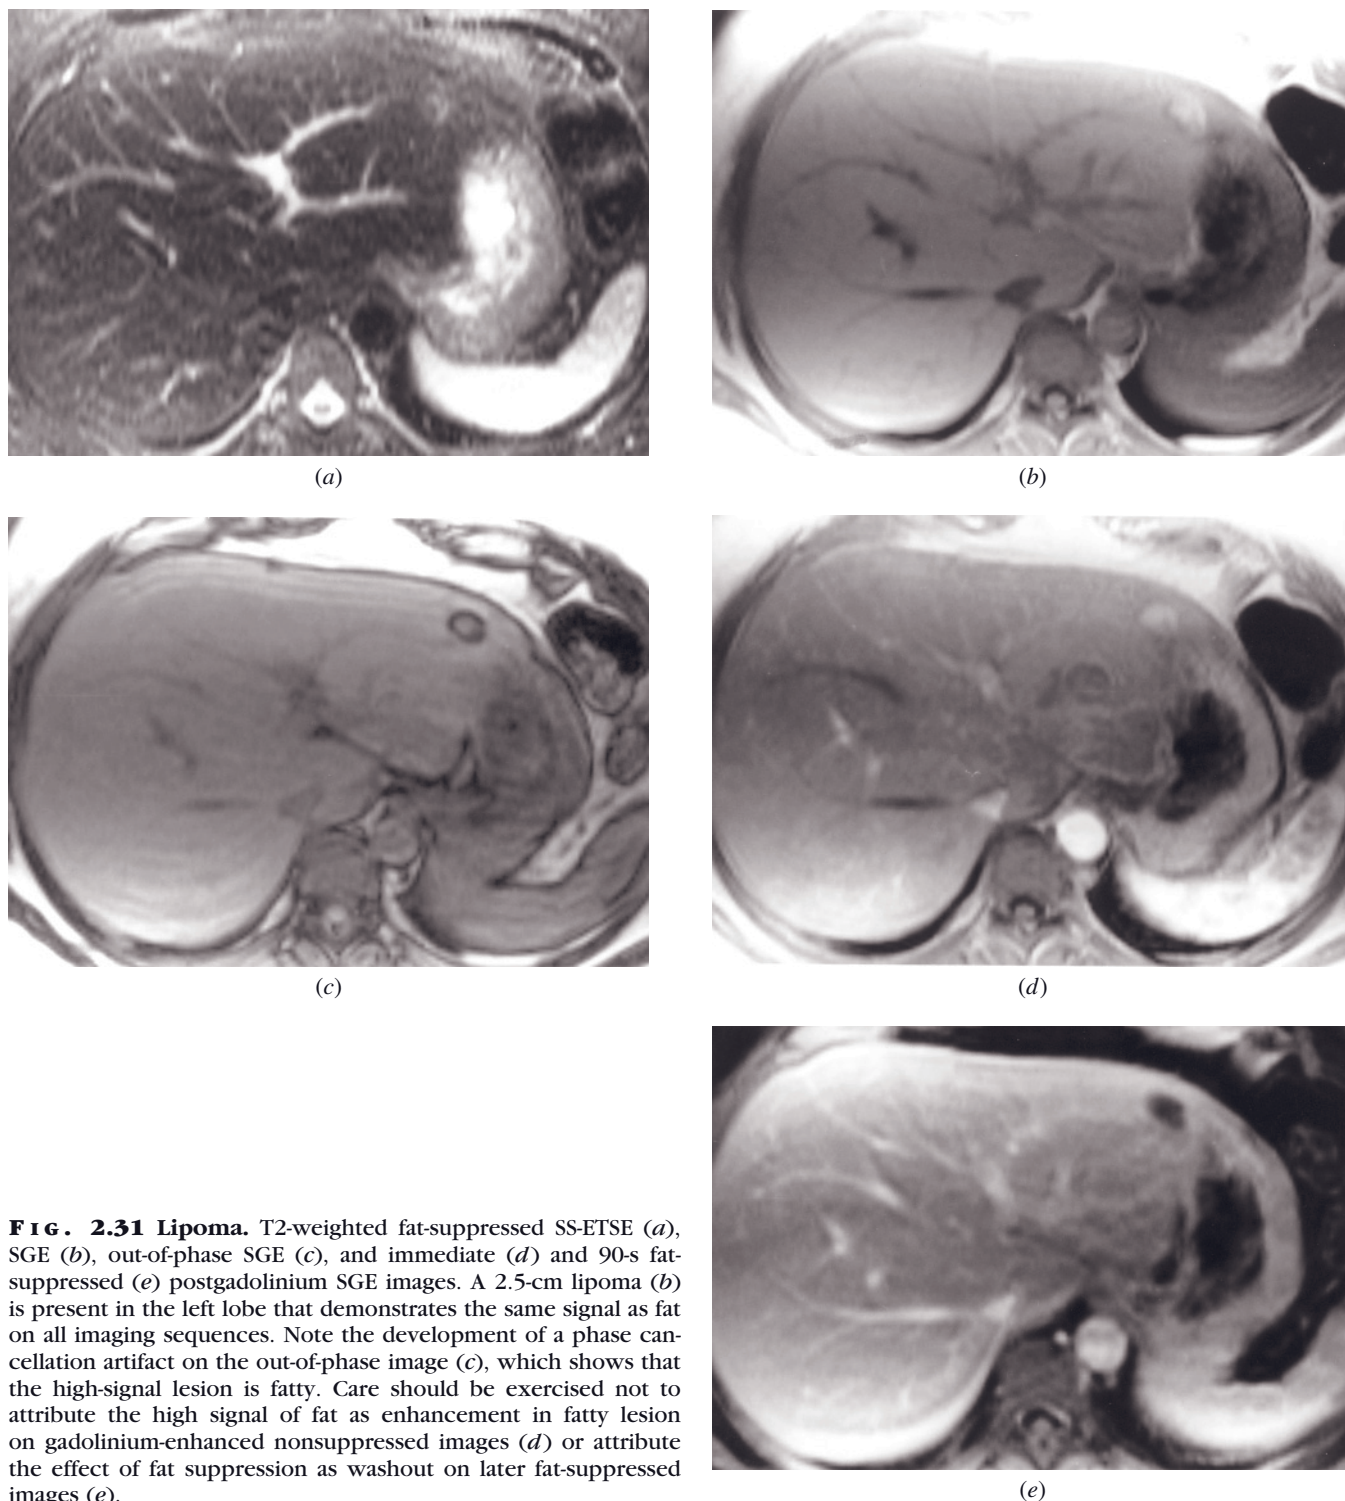 (a)
(b)
(c)
(d)
(e)
FIG. 2.31 Lipoma. T2-weighted fat-suppressed SS-ETSE (a),
SGE (b), out-of-phase SGE (c), and immediate (d) and 90-s fat-
suppressed (e) postgadolinium SGE images. A 2.5-cm lipoma (b)
is present in the left lobe that demonstrates the same signal as fat
on all imaging sequences. Note the development of a phase can-
cellation artifact on the out-of-phase image (c), which shows that
the high-signal lesion is fatty. Care should be exercised not to
attribute the high signal of fat as enhancement in fatty lesion
on gadolinium-enhanced nonsuppressed images (d) or attribute
the effect of fat suppression as washout on later fat-suppressed
images (e).